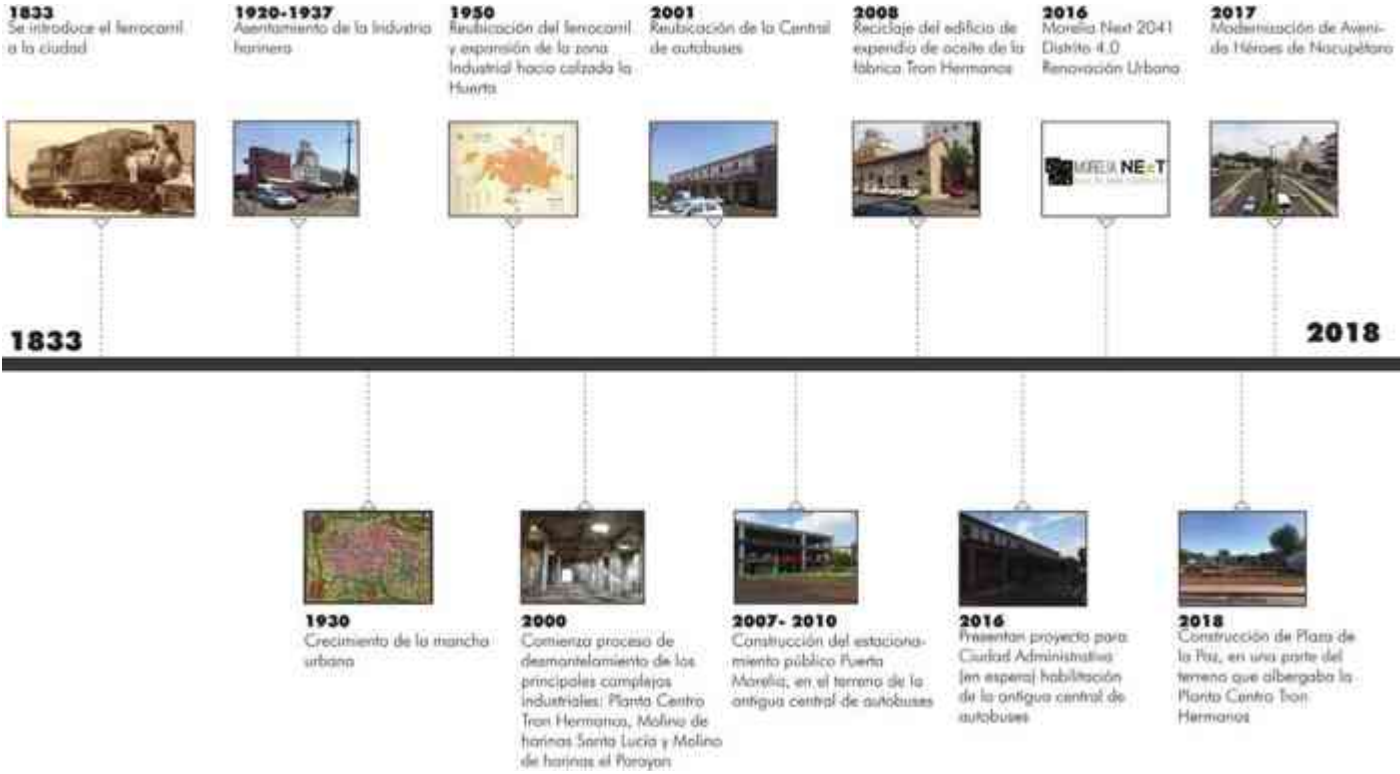 1833
Se introduce el ferrocarril
a la ciudad
1920-1937
Asentamiento de la Industria
harinera
1950
Reubicación del ferrocarril
y expansión de la zona
Industrial hacia calzada la
Huerta
2001
Reubicación de la Central
de autobuses
2008
Reciclaje del edificio de
expendio de aceite de la
fábrica Tron Hermanos
2016
Morelia Next 2041
Distrito 4.0
Renovación Urbana
2017
Modernización de Aveni-
da Héroes de Nocupétaro
MORELIA NEXT
1833
2018
1930
Crecimiento de la mancha
urbana
2000
Comienza proceso de
desmantelamiento de los
principales complejos
industriales: Planta Centro
Tron Hermanos, Molino de
harinas Santa Lucía y Molino
de harinas el Parayan
2007- 2010
Construcción del estaciona-
miento público Puerta
Morelia, en el terreno de la
antigua central de autobuses
2016
Presentan proyecto para
Ciudad Administrativa
(en espera) habilitación
de la antigua central de
autobuses
2018
Construcción de Plaza de
la Paz, en una parte del
terreno que albergaba la
Planta Centro Tron
Hermanos